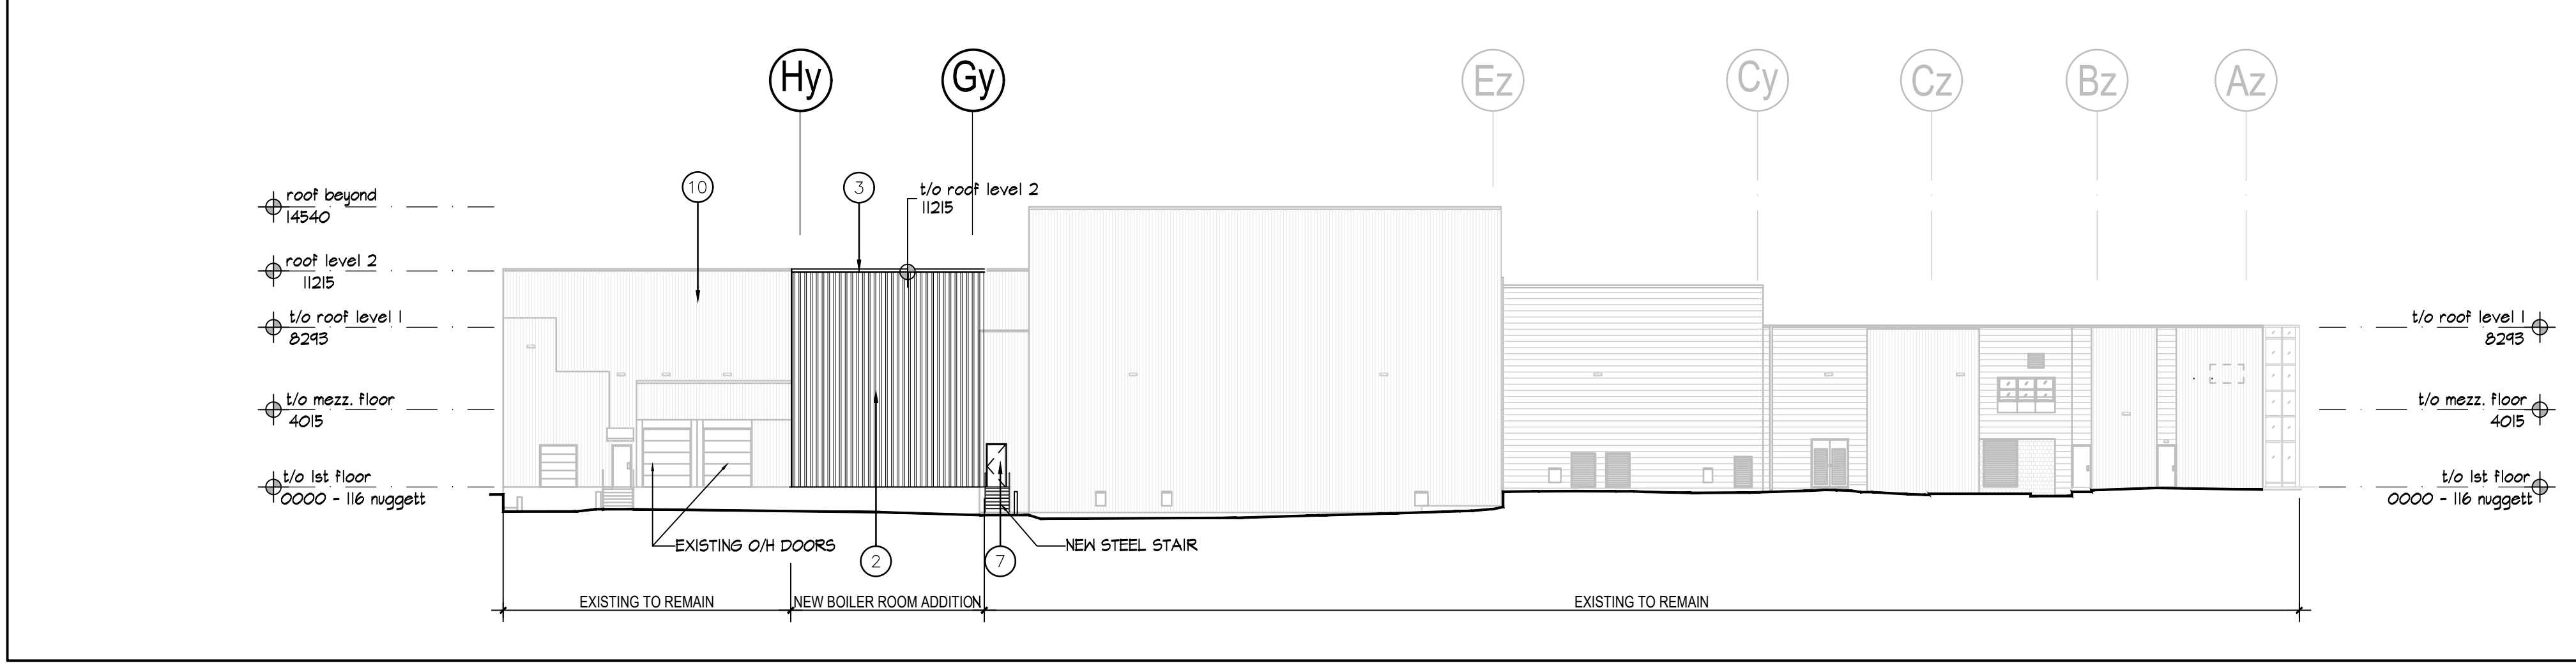 Hy
Gy
Ez
Cy
Cz
Bz
Az
10
3
t/o roof level 2
11215
roof beyond
14540
roof level 2
11215
t/o roof level 1
8293
t/o mezz. floor
4015
t/o 1st floor
0000 - 116 nuggett
t/o roof level 1
8293
t/o mezz. floor
4015
t/o 1st floor
0000 - 116 nuggett
EXISTING O/H DOORS
2
7
NEW STEEL STAIR
EXISTING TO REMAIN
NEW BOILER ROOM ADDITION
EXISTING TO REMAIN